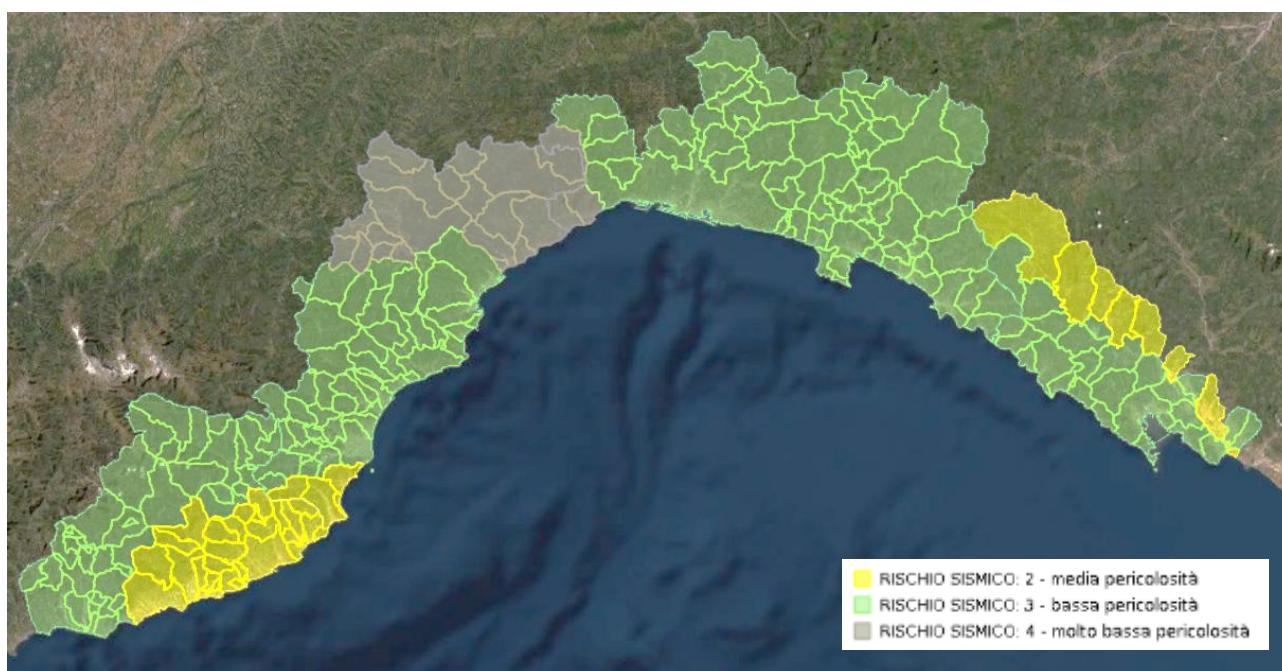 RISCHIO SISMICO: 2 - media pericolosità
RISCHIO SISMICO: 3 - bassa pericolosità
RISCHIO SISMICO: 4 - molto bassa pericolosità